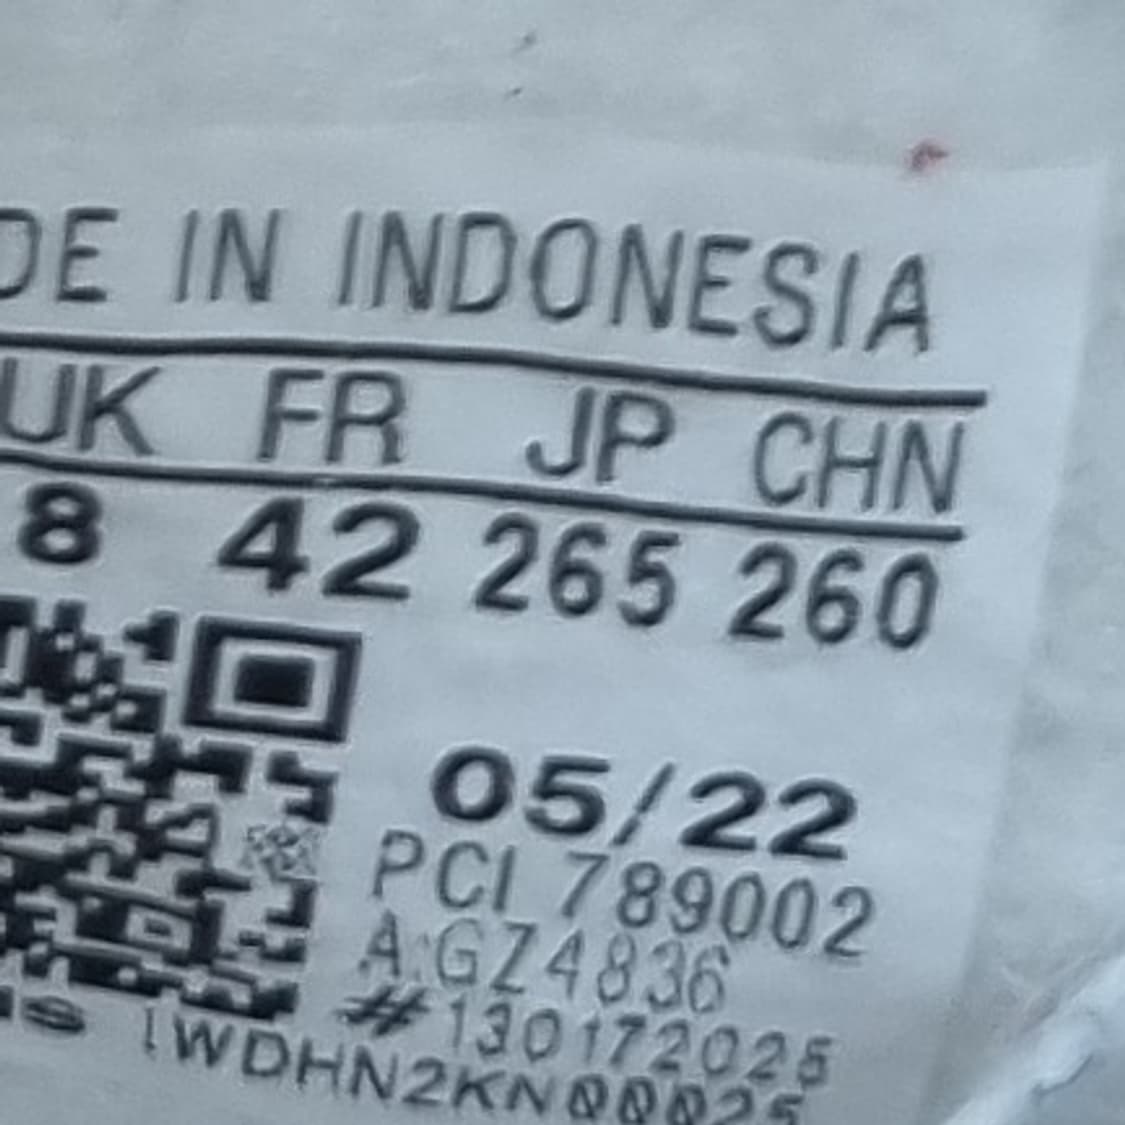 DE IN INDONESIA
UK FR JP CHN
8 42 265 260
05/22
PCI 789002
A:GZ4836
#130172025